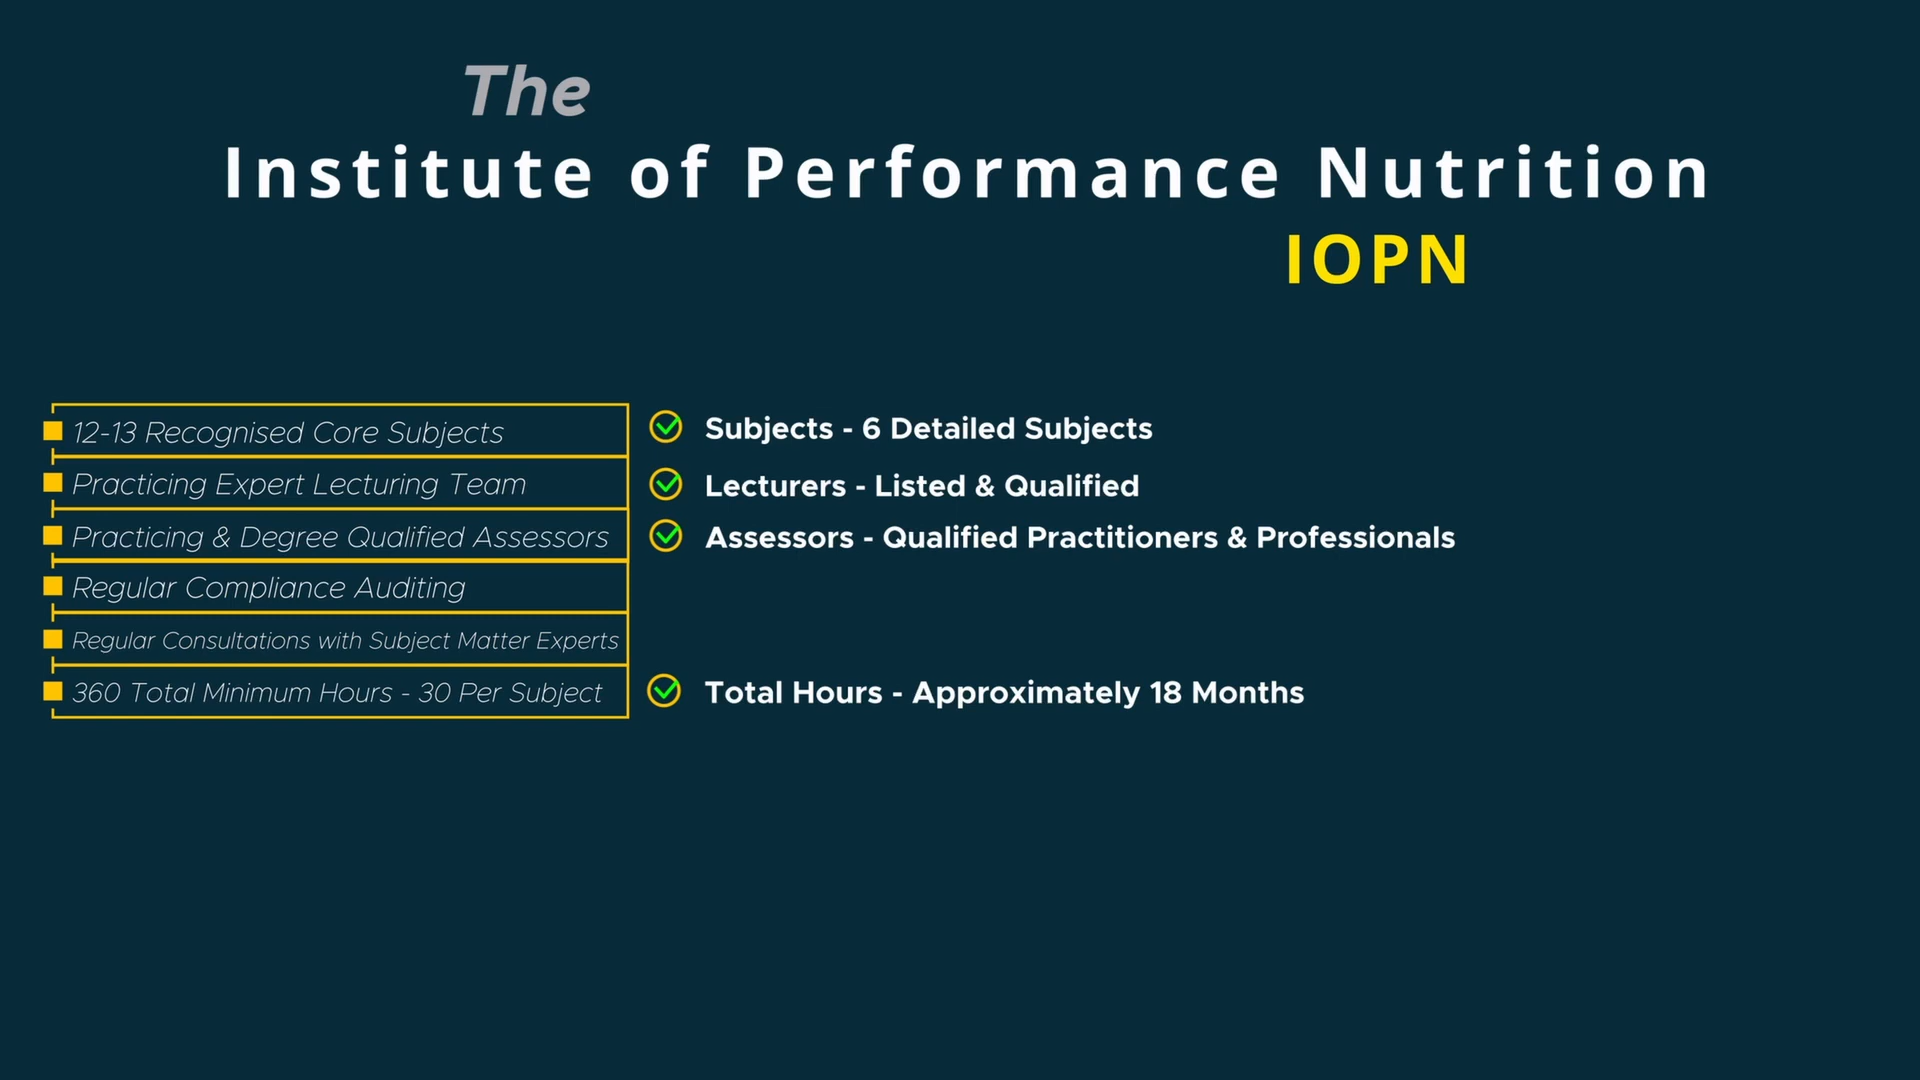 The
Institute of Performance Nutrition
IOPN
12-13 Recognised Core Subjects
Subjects - 6 Detailed Subjects
Practicing Expert Lecturing Team
Lecturers - Listed & Qualified
Practicing & Degree Qualified Assessors
Assessors - Qualified Practitioners & Professionals
Regular Compliance Auditing
Regular Consultations with Subject Matter Experts
360 Total Minimum Hours - 30 Per Subject
Total Hours - Approximately 18 Months